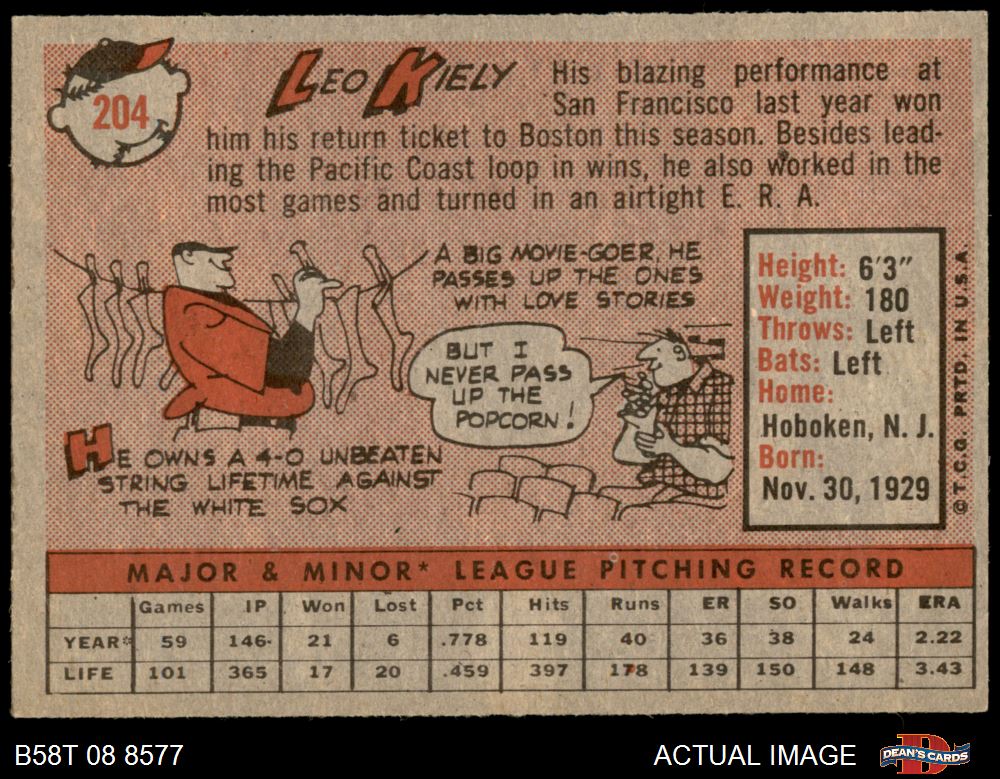 204
LEO KIELY
His blazing performance at
San Francisco last year won
him his return ticket to Boston this season. Besides lead-
ing the Pacific Coast loop in wins, he also worked in the
most games and turned in an airtight E. R. A.
A BIG MOVIE-GOER, HE
PASSES UP THE ONES
WITH LOVE STORIES
BUT I
NEVER PASS
UP THE
POPCORN!
HE OWNS A 4-0 UNBEATEN
STRING LIFETIME AGAINST
THE WHITE SOX
Height: 6'3"
Weight: 180
Throws: Left
Bats: Left
Home:
Hoboken, N. J.
Born:
Nov. 30, 1929
©T.C.G. PRTD. IN U.S.A.
MAJOR & MINOR* LEAGUE PITCHING RECORD
Games IP Won Lost Pct Hits Runs ER SO Walks ERA
YEAR* 59 146 21 6 .778 119 40 36 38 24 2.22
LIFE 101 365 17 20 .459 397 178 139 150 148 3.43
B58T 08 8577
ACTUAL IMAGE
DEAN'S CARDS